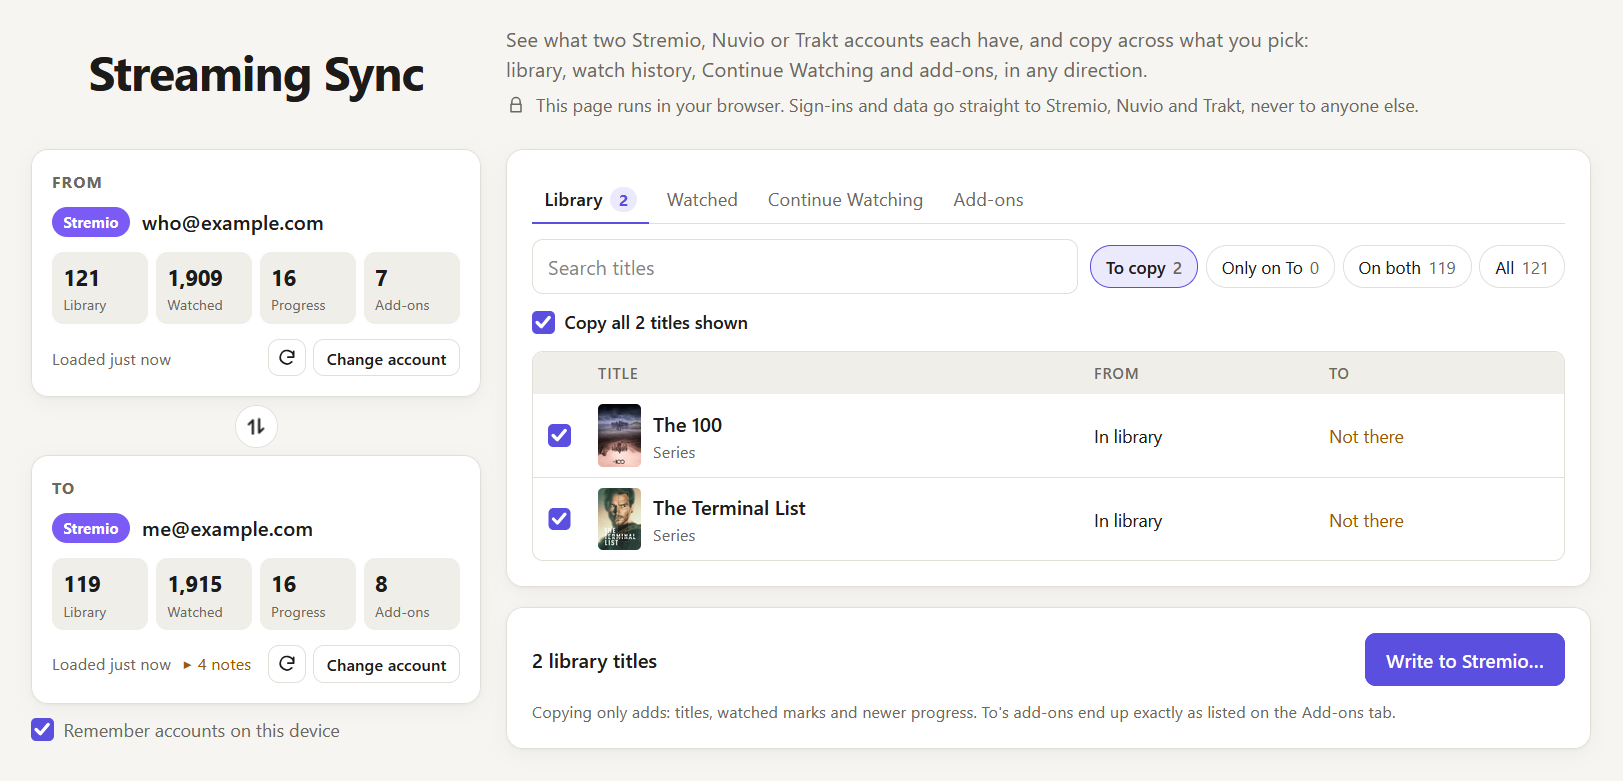 Streaming Sync
See what two Stremio, Nuvio or Trakt accounts each have, and copy across what you pick:
library, watch history, Continue Watching and add-ons, in any direction.
This page runs in your browser. Sign-ins and data go straight to Stremio, Nuvio and Trakt, never to anyone else.
FROM
Stremio who@example.com
121 1,909 16 7
Library Watched Progress Add-ons
Loaded just now Change account
TO
Stremio me@example.com
119 1,915 16 8
Library Watched Progress Add-ons
Loaded just now ▸ 4 notes Change account
Remember accounts on this device
Library 2 Watched Continue Watching Add-ons
Search titles To copy 2 Only on To 0 On both 119 All 121
Copy all 2 titles shown
TITLE FROM TO
The 100
Series
In library Not there
THE TERMINAL LIST
The Terminal List
Series
In library Not there
2 library titles Write to Stremio...
Copying only adds: titles, watched marks and newer progress. To's add-ons end up exactly as listed on the Add-ons tab.